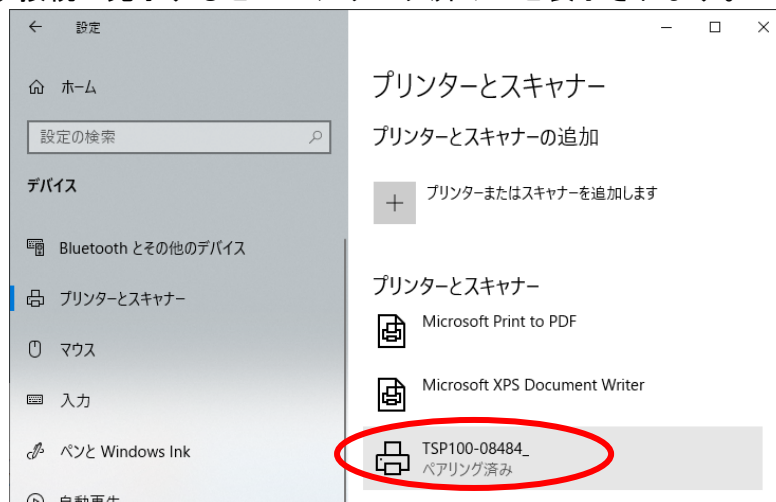 設定
ホーム
設定の検索
デバイス
Bluetooth とその他のデバイス
プリンターとスキャナー
マウス
入力
ペンと Windows Ink
プリンターとスキャナー
プリンターとスキャナーの追加
プリンターまたはスキャナーを追加します
プリンターとスキャナー
Microsoft Print to PDF
Microsoft XPS Document Writer
TSP100-08484_
ペアリング済み